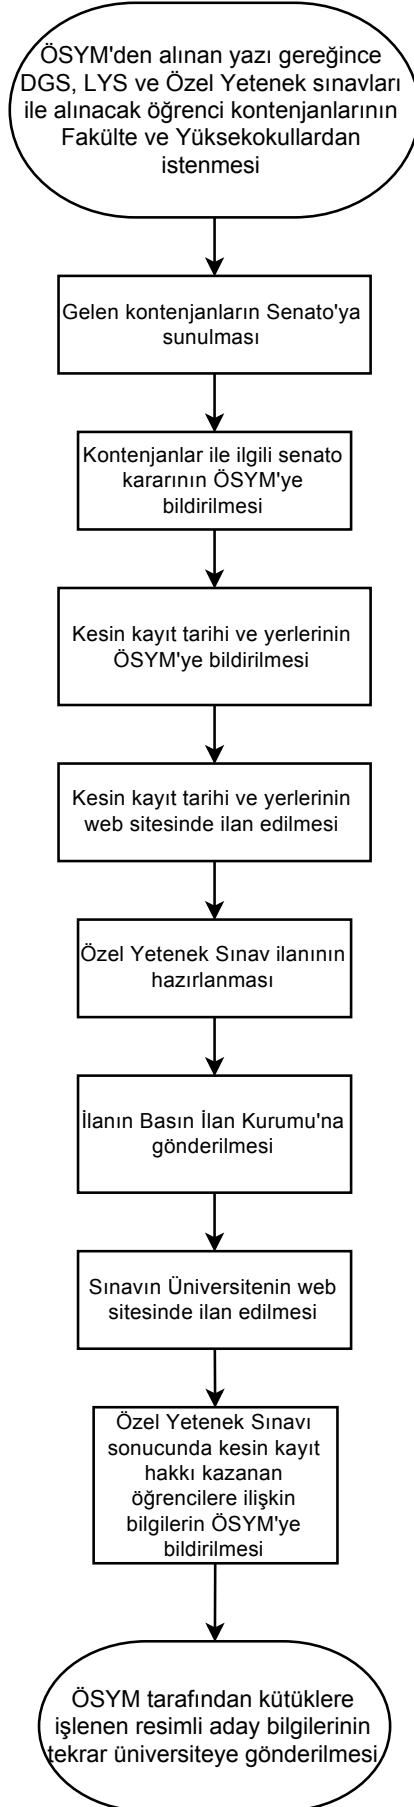 ÖSYM'den alınan yazı gereğince
DGS, LYS ve Özel Yetenek sınavları
ile alınacak öğrenci kontenjanlarının
Fakülte ve Yüksekokullardan
istenmesi
Gelen kontenjanların Senato'ya
sunulması
Kontenjanlar ile ilgili senato
kararının ÖSYM'ye
bildirilmesi
Kesin kayıt tarihi ve yerlerinin
ÖSYM'ye bildirilmesi
Kesin kayıt tarihi ve yerlerinin
web sitesinde ilan edilmesi
Özel Yetenek Sınav ilanının
hazırlanması
İlanın Basın İlan Kurumu'na
gönderilmesi
Sınavın Üniversitenin web
sitesinde ilan edilmesi
Özel Yetenek Sınavı
sonucunda kesin kayıt
hakkı kazanan
öğrencilere ilişkin
bilgilerin ÖSYM'ye
bildirilmesi
ÖSYM tarafından kütüklere
işlenen resimli aday bilgilerinin
tekrar üniversiteye gönderilmesi